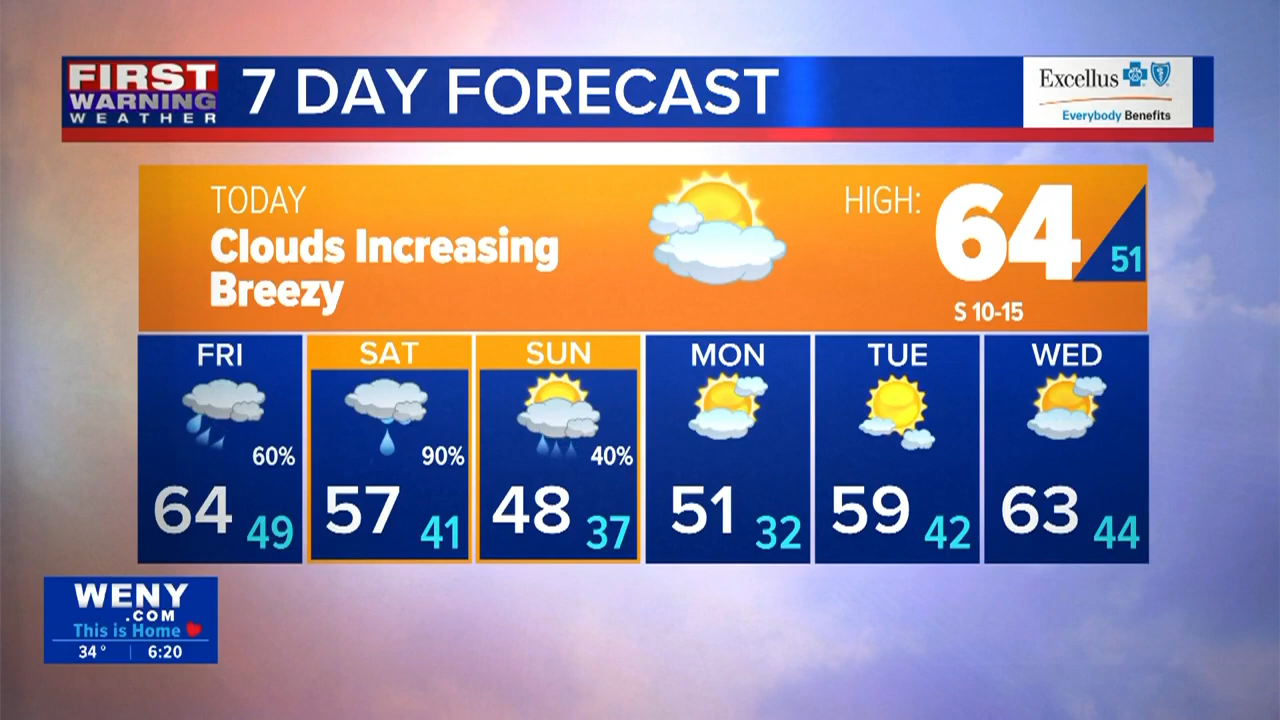 FIRST
WARNING
WEATHER
7 DAY FORECAST
Excellus
Everybody Benefits
TODAY
Clouds Increasing
Breezy
HIGH:
64
51
S 10-15
FRI
60%
64 49
SAT
90%
57 41
SUN
40%
48 37
MON
51 32
TUE
59 42
WED
63 44
WENY
.COM
This is Home
34° 6:20